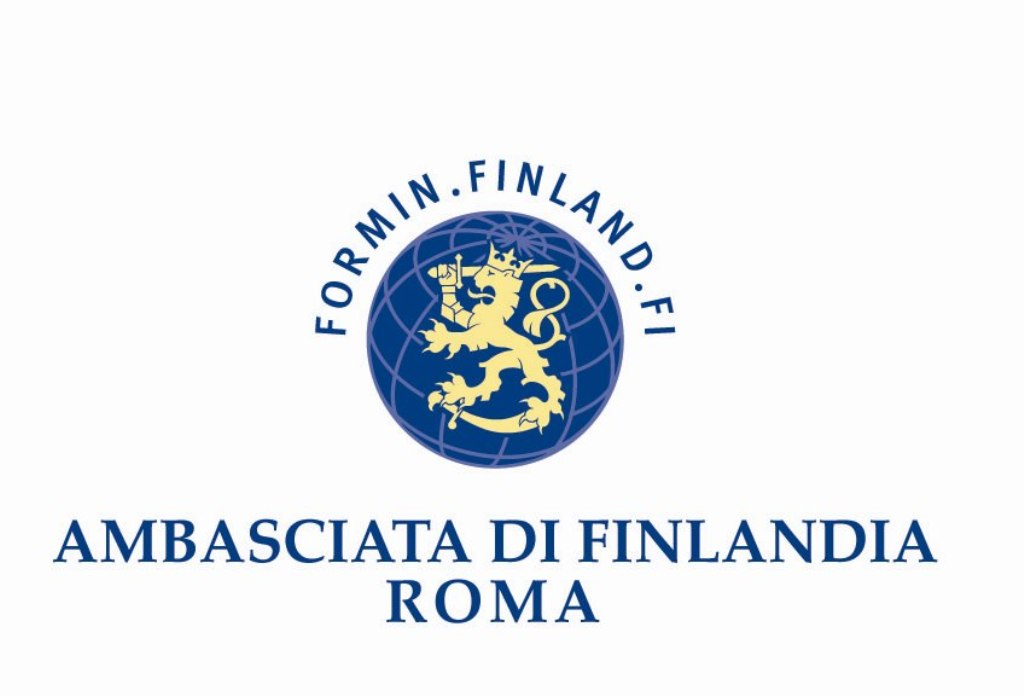 FORMIN.FINLAND.FI
AMBASCIATA DI FINLANDIA
ROMA